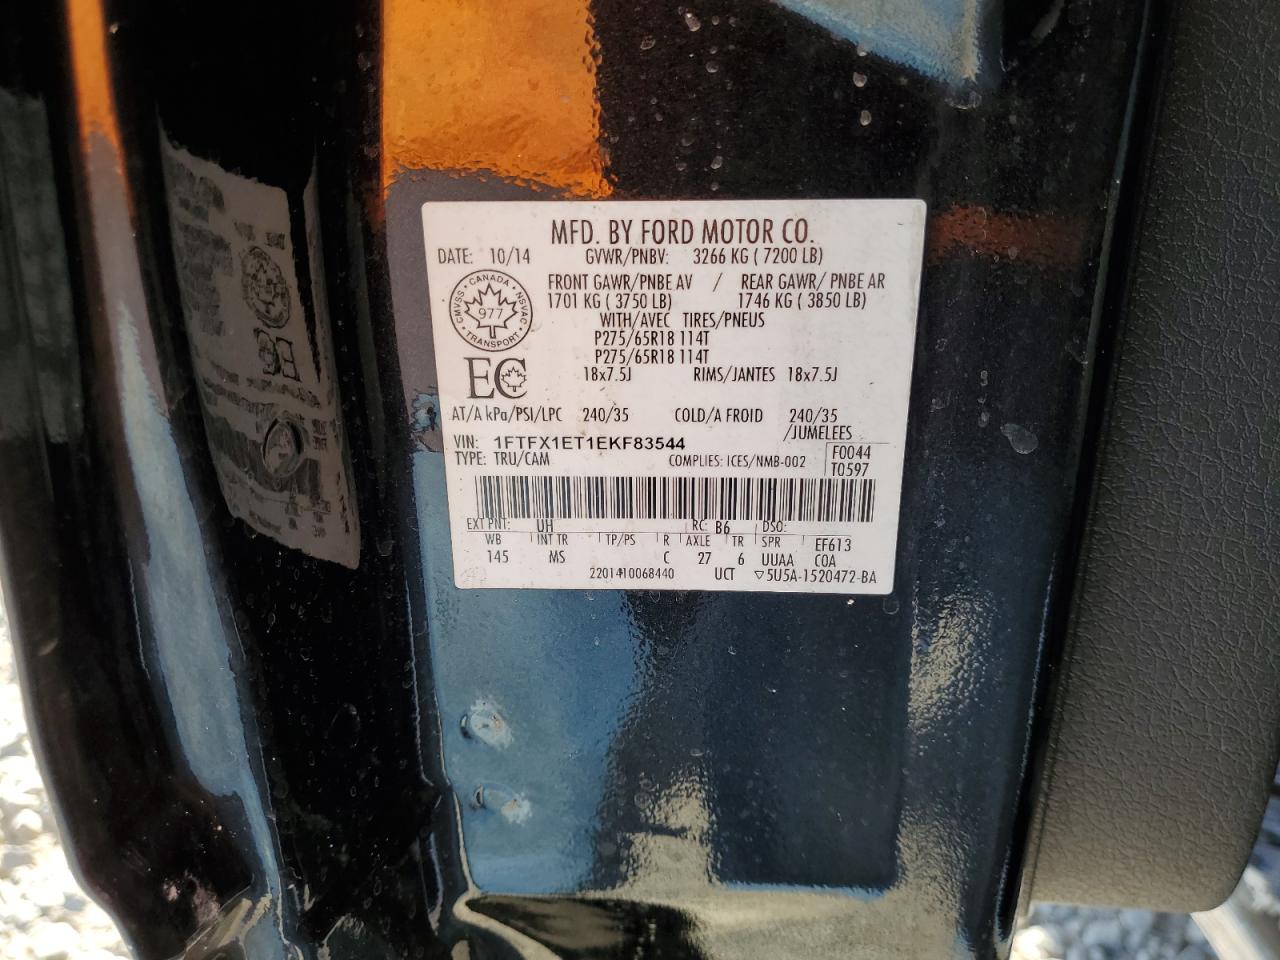 MFD. BY FORD MOTOR CO.
DATE: 10/14 GVWR/PNBV: 3266 KG ( 7200 LB)
FRONT GAWR/PNBE AV / REAR GAWR/ PNBE AR
1701 KG ( 3750 LB) 1746 KG ( 3850 LB)
WITH/AVEC TIRES/PNEUS
P275/65R18 114T
P275/65R18 114T
18x7.5J RIMS/JANTES 18x7.5J
CANADA
CMVSS 977 NSVAC
TRANSPORT
EC
AT/A kPa/PSI/LPC 240/35 COLD/A FROID 240/35
/JUMELEES
VIN: 1FTFX1ET1EKF83544
TYPE: TRU/CAM COMPLIES: ICES/NMB-002
F0044
T0597
EXT PNT: UH RC: B6 DSO:
WB INT TR TP/PS R AXLE TR SPR EF613
145 MS C 27 6 UUAA COA
2201410068440 UCT ▽5U5A-1520472-BA